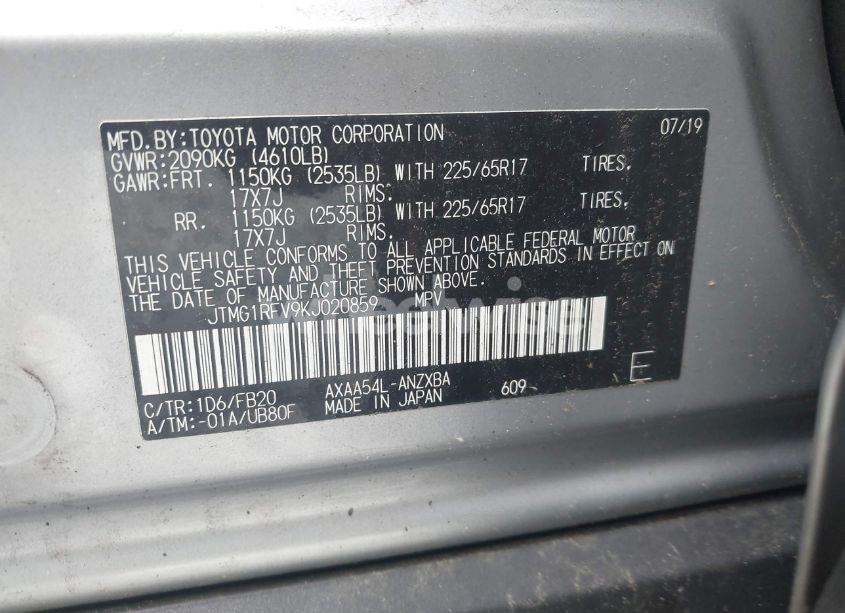 MFD.BY:TOYOTA MOTOR CORPORATION 07/19
GVWR:2090KG (4610LB)
GAWR:FRT. 1150KG (2535LB) WITH 225/65R17 TIRES.
17X7J RIMS.
RR. 1150KG (2535LB) WITH 225/65R17 TIRES.
17X7J RIMS.
THIS VEHICLE CONFORMS TO ALL APPLICABLE FEDERAL MOTOR
VEHICLE SAFETY AND THEFT PREVENTION STANDARDS IN EFFECT ON
THE DATE OF MANUFACTURE SHOWN ABOVE.
JTMG1RFV9KJ020859 MPV
C/TR:1D6/FB20 AXAA54L-ANZXBA 609 E
A/TM:-01A/UB80F MADE IN JAPAN